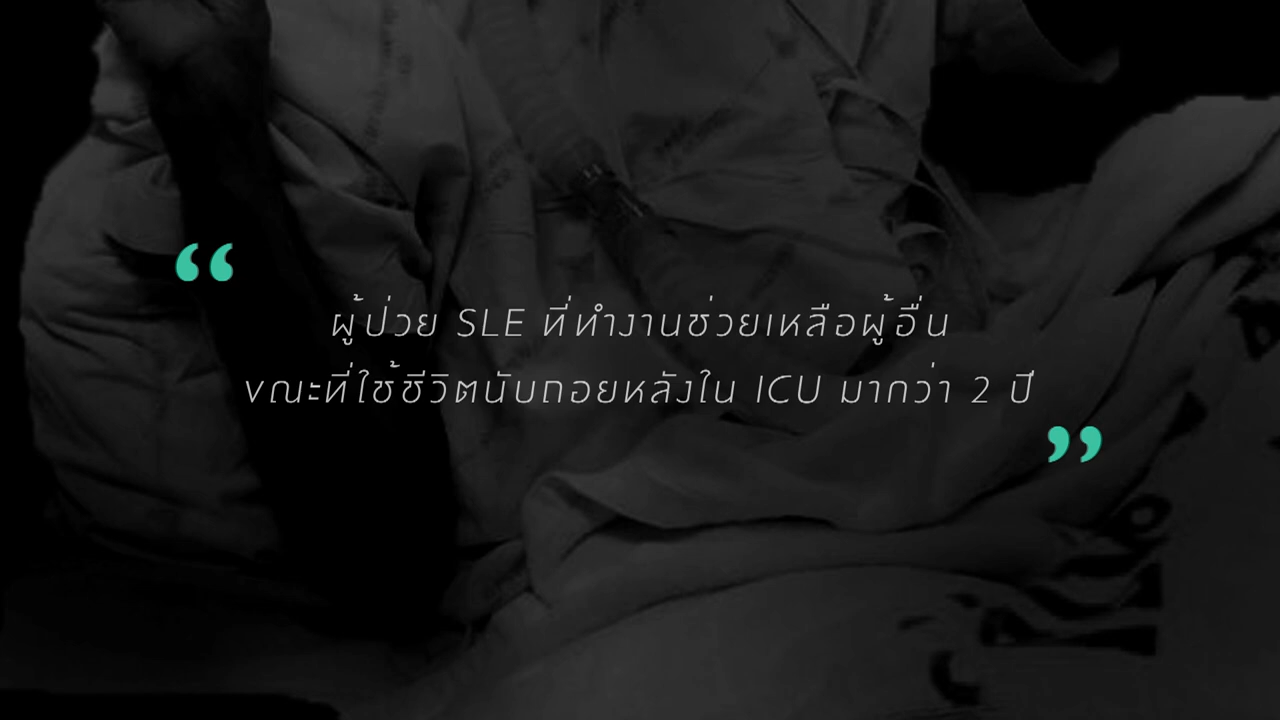 “
ผู้ป่วย SLE ที่ทำงานช่วยเหลือผู้อื่น
ขณะที่ใช้ชีวิตนับถอยหลังใน ICU มากว่า 2 ปี
”